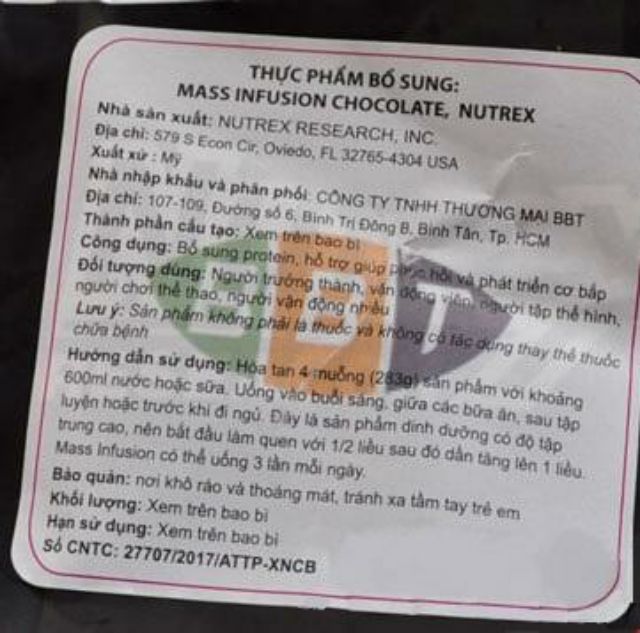 THỰC PHẨM BỔ SUNG:
MASS INFUSION CHOCOLATE, NUTREX
Nhà sản xuất: NUTREX RESEARCH, INC.
Địa chỉ: 579 S Econ Cir, Oviedo, FL 32765-4304 USA
Xuất xứ : Mỹ
Nhà nhập khẩu và phân phối: CÔNG TY TNHH THƯƠNG MẠI BBT
Địa chỉ: 107-109, Đường số 6, Bình Trị Đông B, Bình Tân, Tp. HCM
Thành phần cấu tạo: Xem trên bao bì
Công dụng: Bổ sung protein, hỗ trợ giúp phục hồi và phát triển cơ bắp
Đối tượng dùng: Người trưởng thành, vận động viên, người tập thể hình,
người chơi thể thao, người vận động nhiều
Lưu ý: Sản phẩm không phải là thuốc và không có tác dụng thay thế thuốc
chữa bệnh
Hướng dẫn sử dụng: Hòa tan 4 muỗng (283g) sản phẩm với khoảng
600ml nước hoặc sữa. Uống vào buổi sáng, giữa các bữa ăn, sau tập
luyện hoặc trước khi đi ngủ. Đây là sản phẩm dinh dưỡng có độ tập
trung cao, nên bắt đầu làm quen với 1/2 liều sau đó dần tăng lên 1 liều.
Mass Infusion có thể uống 3 lần mỗi ngày.
Bảo quản: nơi khô ráo và thoáng mát, tránh xa tầm tay trẻ em
Khối lượng: Xem trên bao bì
Hạn sử dụng: Xem trên bao bì
Số CNTC: 27707/2017/ATTP-XNCB
BBT